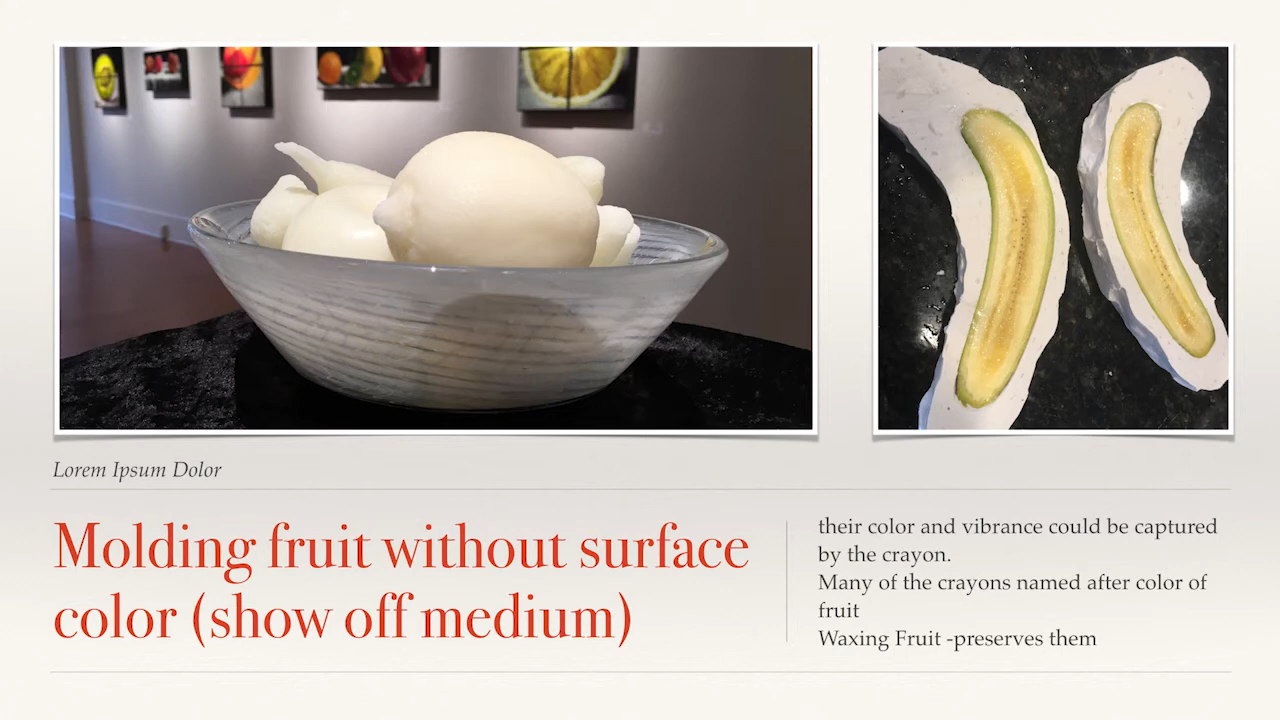 Lorem Ipsum Dolor
Molding fruit without surface
color (show off medium)
their color and vibrance could be captured
by the crayon.
Many of the crayons named after color of
fruit
Waxing Fruit -preserves them